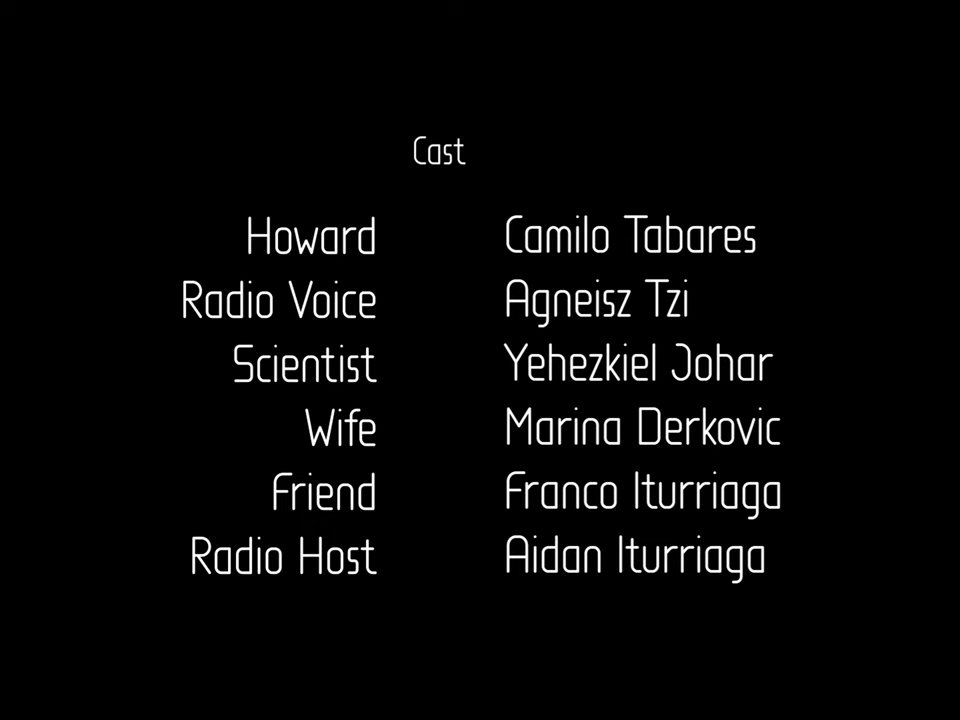 Cast
Howard Camilo Tabares
Radio Voice Agneisz Tzi
Scientist Yehezkiel Johar
Wife Marina Derkovic
Friend Franco Iturriaga
Radio Host Aidan Iturriaga